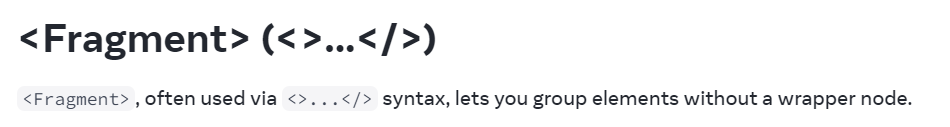 <Fragment> (<>...</>)
<Fragment>, often used via <>...</> syntax, lets you group elements without a wrapper node.